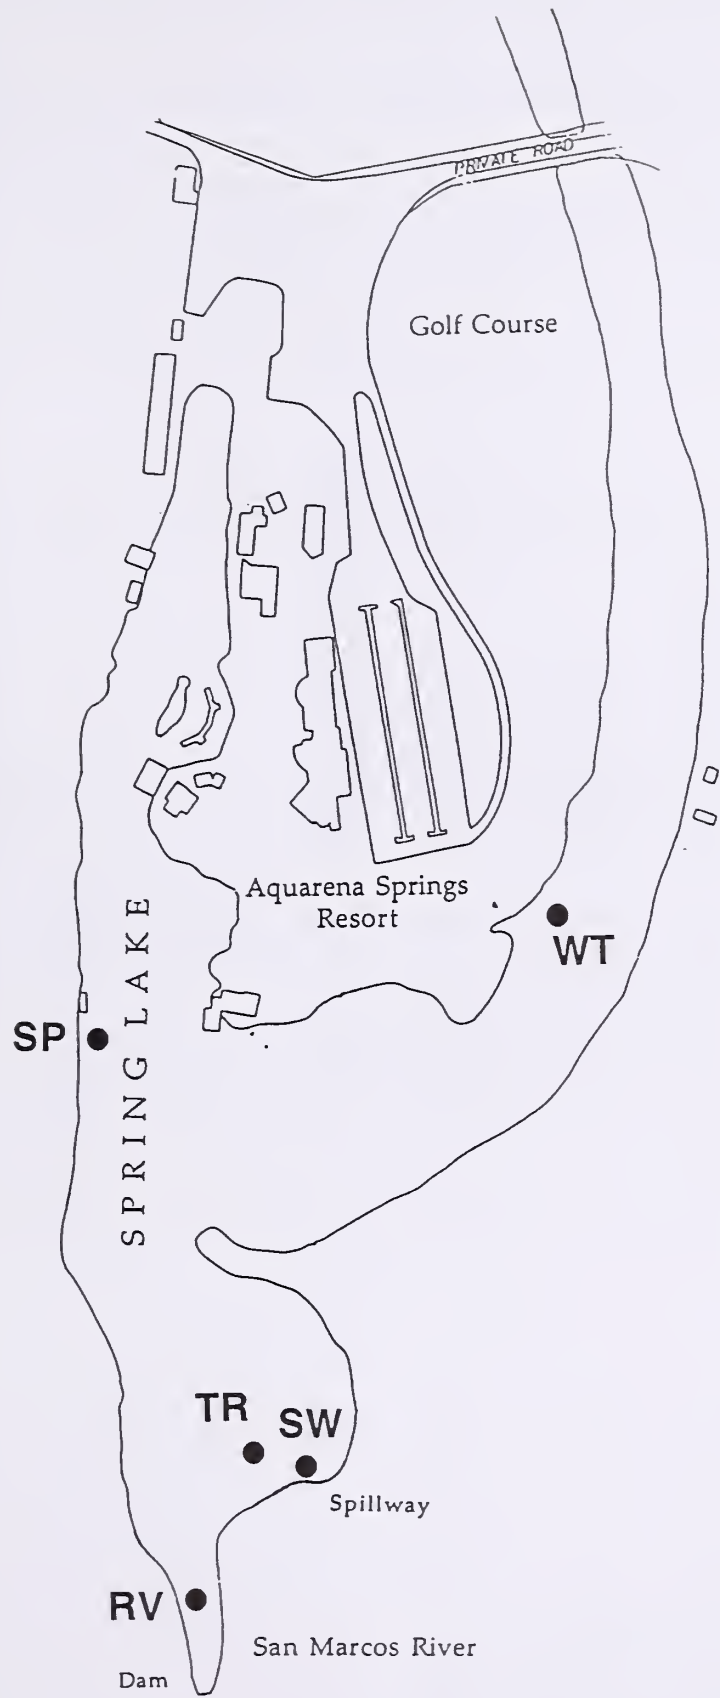 PRIVATE ROAD
Golf Course
Aquarena Springs
Resort
WT
SPRING LAKE
SP
TR
SW
Spillway
RV
San Marcos River
Dam